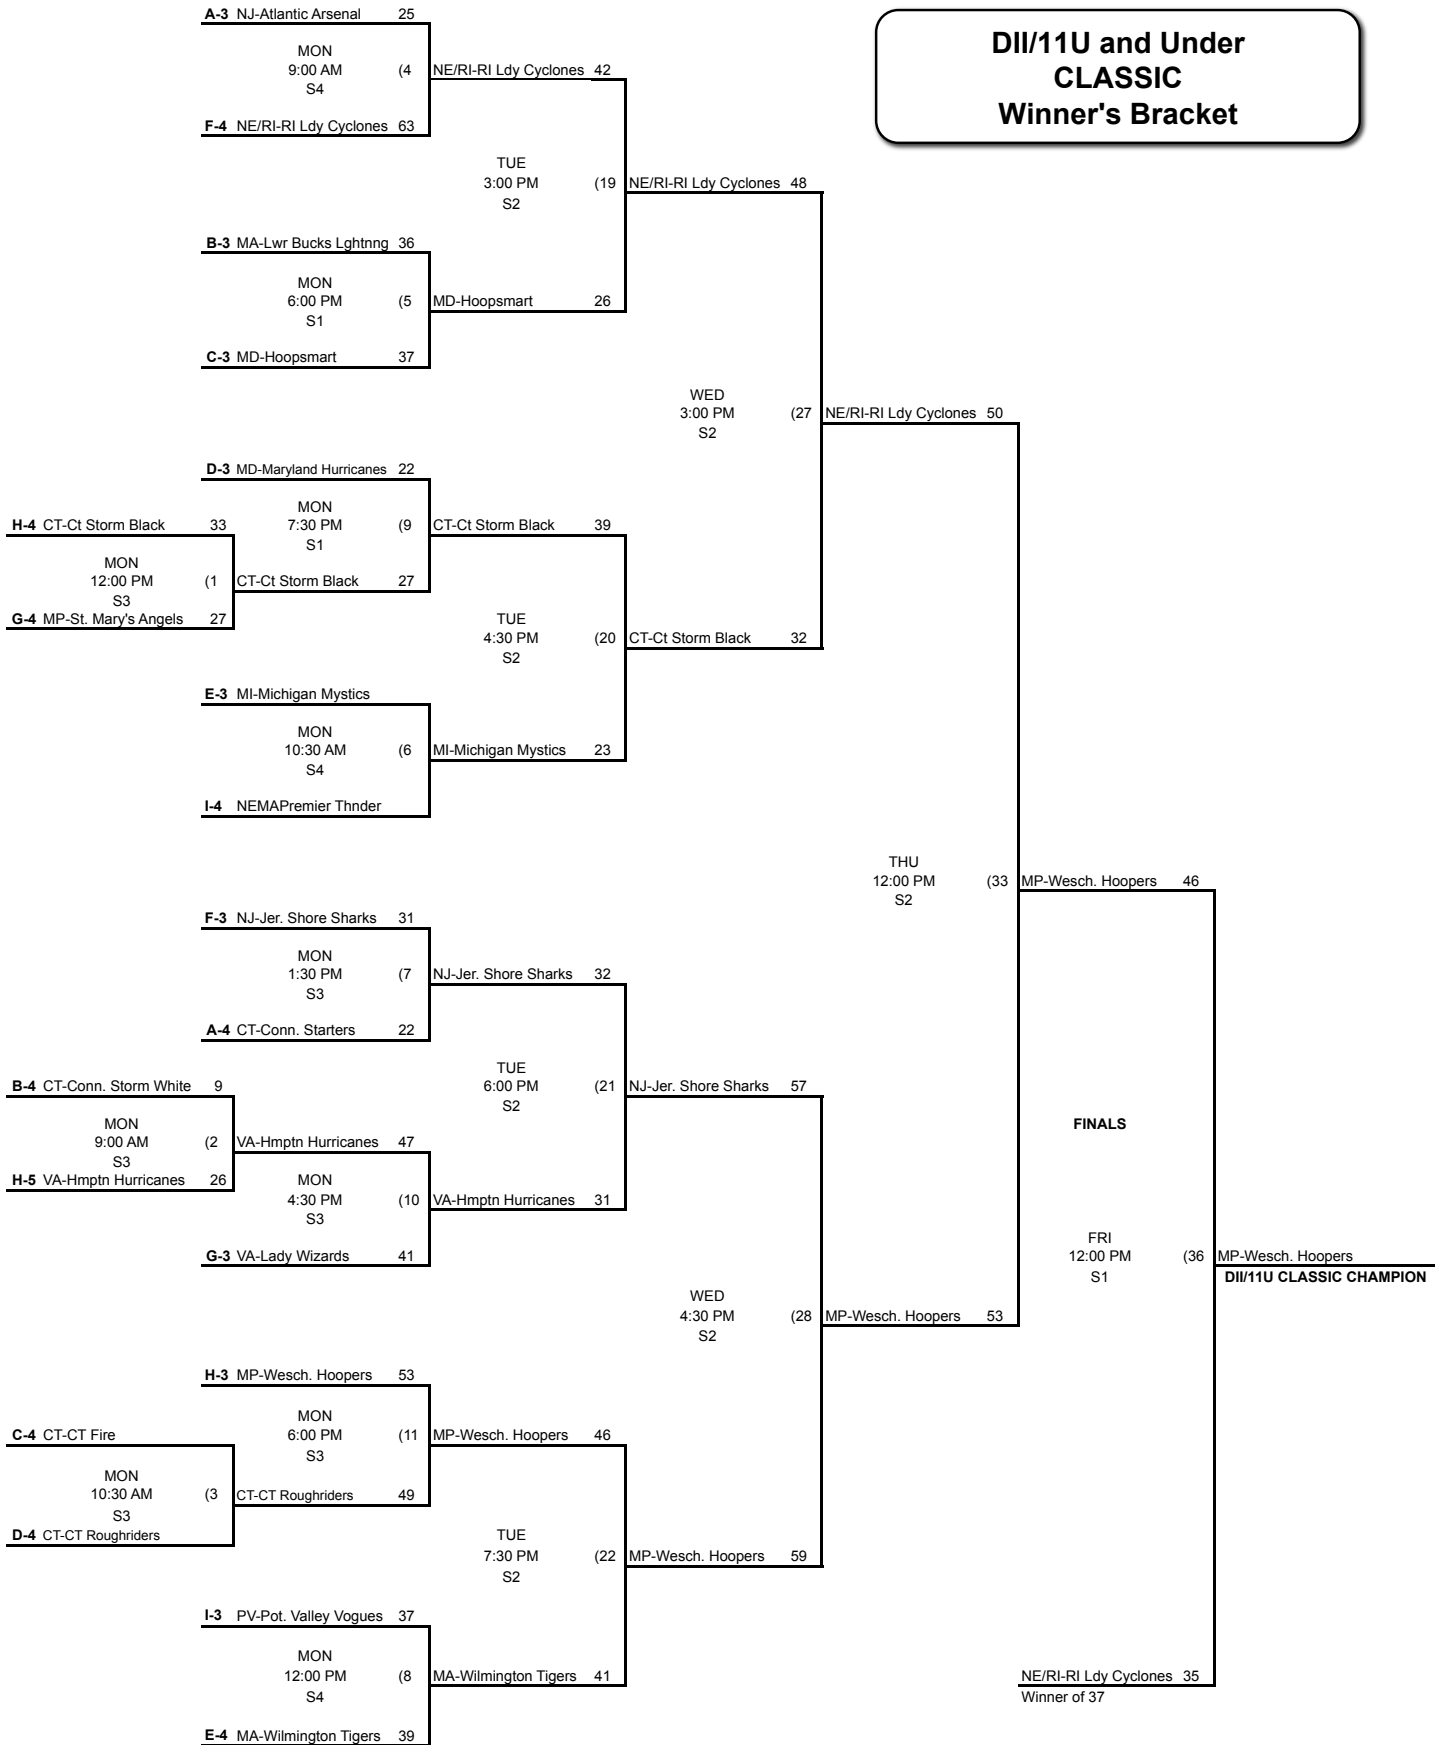 A-3 NJ-Atlantic Arsenal 25
DII/11U and Under
CLASSIC
Winner's Bracket
MON
9:00 AM (4 NE/RI-RI Ldy Cyclones 42
S4
F-4 NE/RI-RI Ldy Cyclones 63
TUE
3:00 PM (19 NE/RI-RI Ldy Cyclones 48
S2
B-3 MA-Lwr Bucks Lghtnng 36
MON
6:00 PM (5 MD-Hoopsmart 26
S1
C-3 MD-Hoopsmart 37
WED
3:00 PM (27 NE/RI-RI Ldy Cyclones 50
S2
D-3 MD-Maryland Hurricanes 22
MON
H-4 CT-Ct Storm Black 33 7:30 PM (9 CT-Ct Storm Black 39
S1
MON
12:00 PM (1 CT-Ct Storm Black 27
S3
G-4 MP-St. Mary's Angels 27
TUE
4:30 PM (20 CT-Ct Storm Black 32
S2
E-3 MI-Michigan Mystics
MON
10:30 AM (6 MI-Michigan Mystics 23
S4
I-4 NEMAPremier Thnder
THU
12:00 PM (33 MP-Wesch. Hoopers 46
S2
F-3 NJ-Jer. Shore Sharks 31
MON
1:30 PM (7 NJ-Jer. Shore Sharks 32
S3
A-4 CT-Conn. Starters 22
TUE
B-4 CT-Conn. Storm White 9 6:00 PM (21 NJ-Jer. Shore Sharks 57
S2
MON FINALS
9:00 AM (2 VA-Hmptn Hurricanes 47
S3
H-5 VA-Hmptn Hurricanes 26 MON
4:30 PM (10 VA-Hmptn Hurricanes 31
S3
FRI
G-3 VA-Lady Wizards 41 12:00 PM (36 MP-Wesch. Hoopers
S1 DII/11U CLASSIC CHAMPION
WED
4:30 PM (28 MP-Wesch. Hoopers 53
S2
H-3 MP-Wesch. Hoopers 53
MON
C-4 CT-CT Fire 6:00 PM (11 MP-Wesch. Hoopers 46
S3
MON
10:30 AM (3 CT-CT Roughriders 49
S3
D-4 CT-CT Roughriders TUE
7:30 PM (22 MP-Wesch. Hoopers 59
S2
I-3 PV-Pot. Valley Vogues 37
MON
12:00 PM (8 MA-Wilmington Tigers 41 NE/RI-RI Ldy Cyclones 35
S4 Winner of 37
E-4 MA-Wilmington Tigers 39